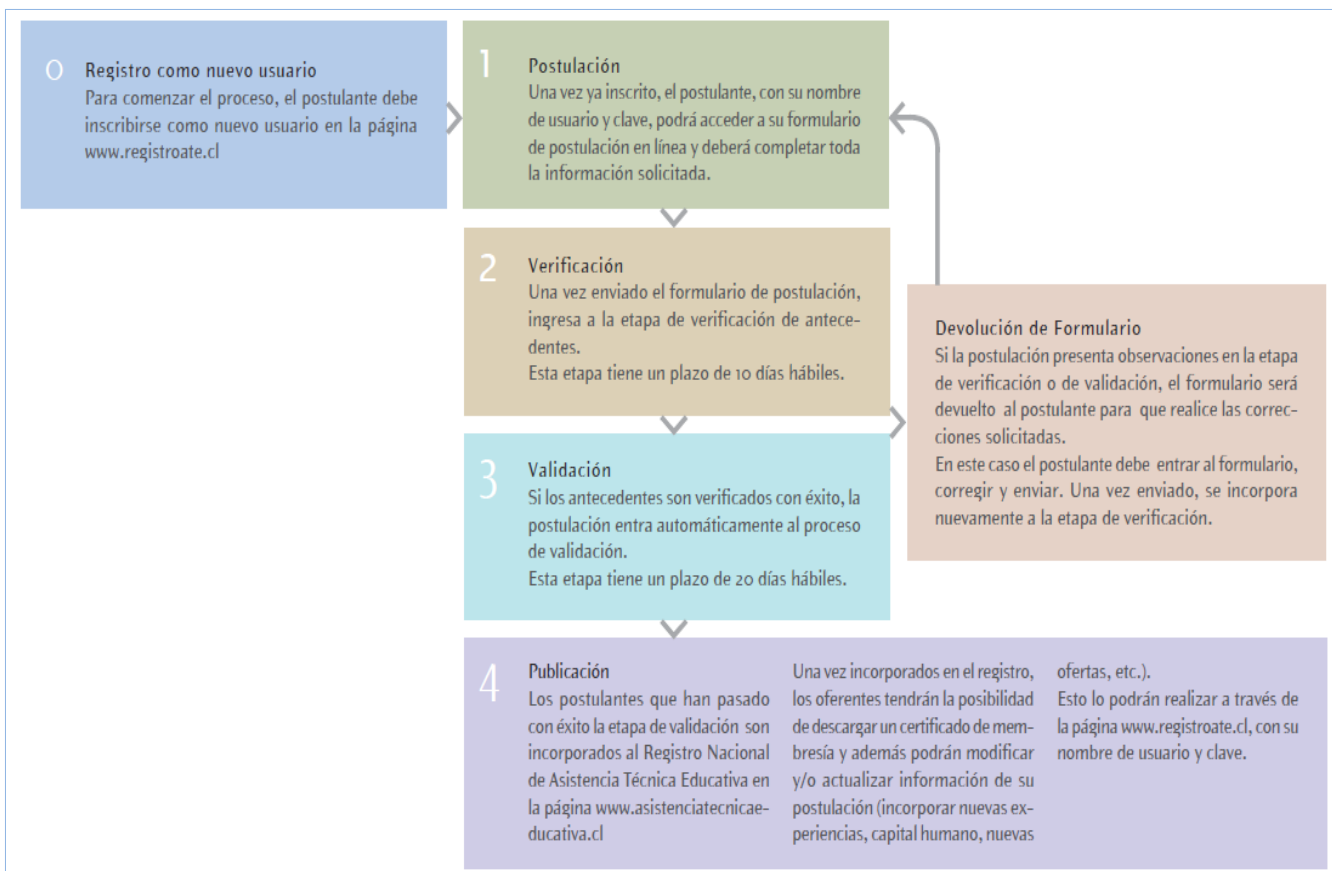 0
Registro como nuevo usuario
Para comenzar el proceso, el postulante debe
inscribirse como nuevo usuario en la página
www.registroate.cl
1
Postulación
Una vez ya inscrito, el postulante, con su nombre
de usuario y clave, podrá acceder a su formulario
de postulación en línea y deberá completar toda
la información solicitada.
2
Verificación
Una vez enviado el formulario de postulación,
ingresa a la etapa de verificación de antece-
dentes.
Esta etapa tiene un plazo de 10 días hábiles.
Devolución de Formulario
Si la postulación presenta observaciones en la etapa
de verificación o de validación, el formulario será
devuelto al postulante para que realice las correc-
ciones solicitadas.
En este caso el postulante debe entrar al formulario,
corregir y enviar. Una vez enviado, se incorpora
nuevamente a la etapa de verificación.
3
Validación
Si los antecedentes son verificados con éxito, la
postulación entra automáticamente al proceso
de validación.
Esta etapa tiene un plazo de 20 días hábiles.
4
Publicación
Los postulantes que han pasado
con éxito la etapa de validación son
incorporados al Registro Nacional
de Asistencia Técnica Educativa en
la página www.asistenciatecnicae-
ducativa.cl
Una vez incorporados en el registro,
los oferentes tendrán la posibilidad
de descargar un certificado de mem-
bresía y además podrán modificar
y/o actualizar información de su
postulación (incorporar nuevas ex-
periencias, capital humano, nuevas
ofertas, etc.).
Esto lo podrán realizar a través de
la página www.registroate.cl, con su
nombre de usuario y clave.